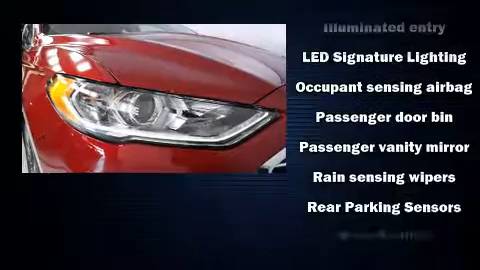 Illuminated entry
LED Signature Lighting
Occupant sensing airbag
Passenger door bin
Passenger vanity mirror
Rain sensing wipers
Rear Parking Sensors